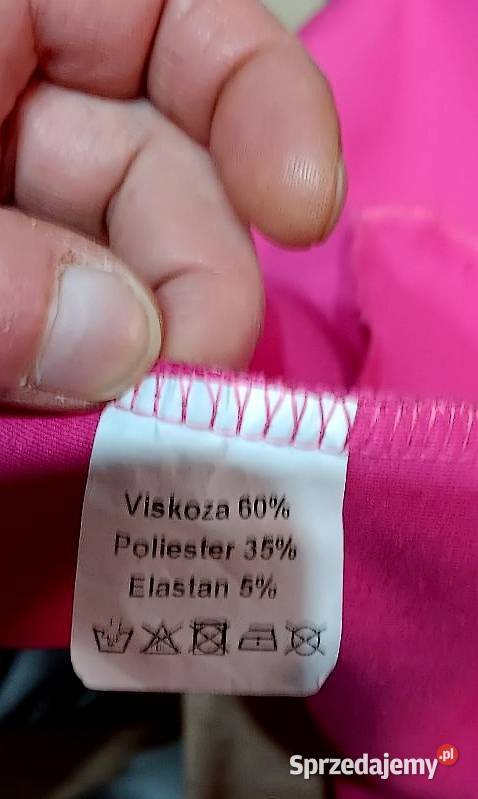 Viskoza 60%
Poliester 35%
Elastan 5%
Sprzedajemy.pl